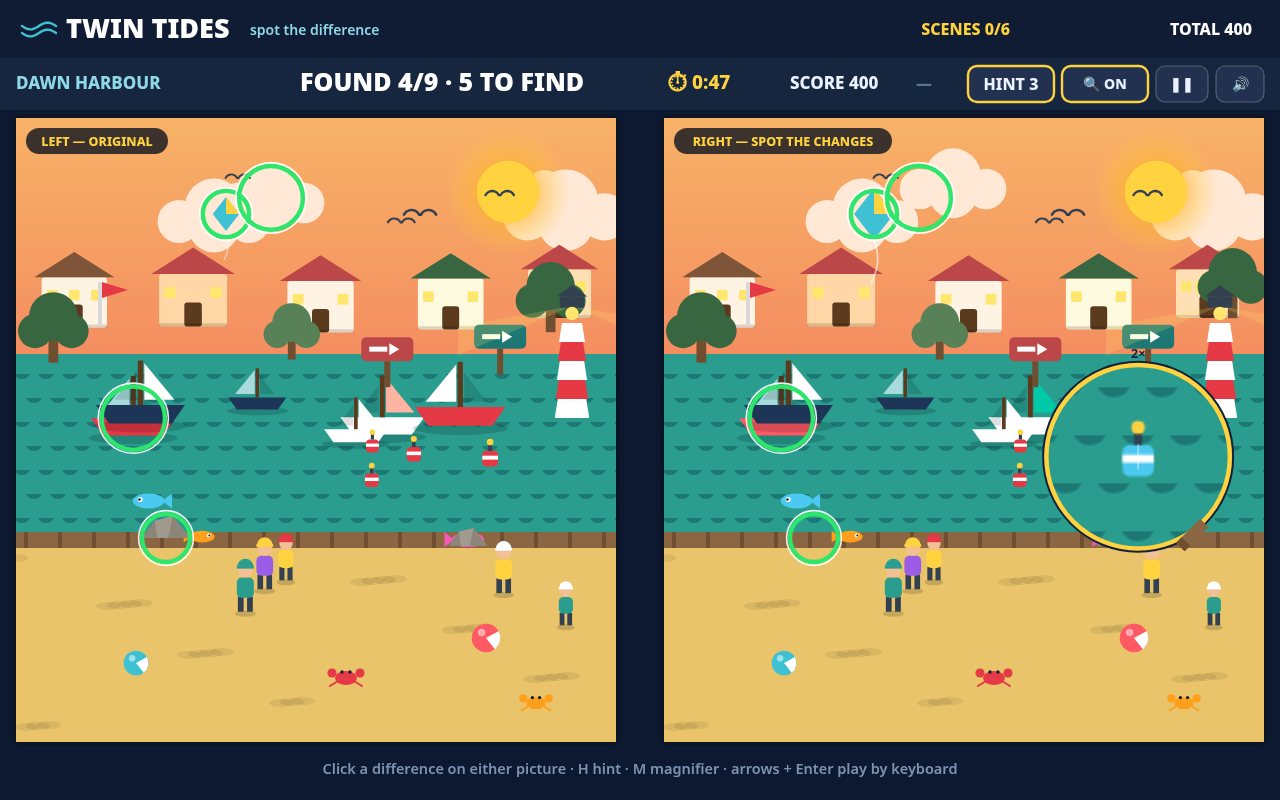 TWIN TIDES spot the difference SCENES 0/6 TOTAL 400
DAWN HARBOUR FOUND 4/9 · 5 TO FIND ⏱ 0:47 SCORE 400 — HINT 3 🔍 ON ❚❚ 🔊
LEFT — ORIGINAL
RIGHT — SPOT THE CHANGES
2×
Click a difference on either picture · H hint · M magnifier · arrows + Enter play by keyboard